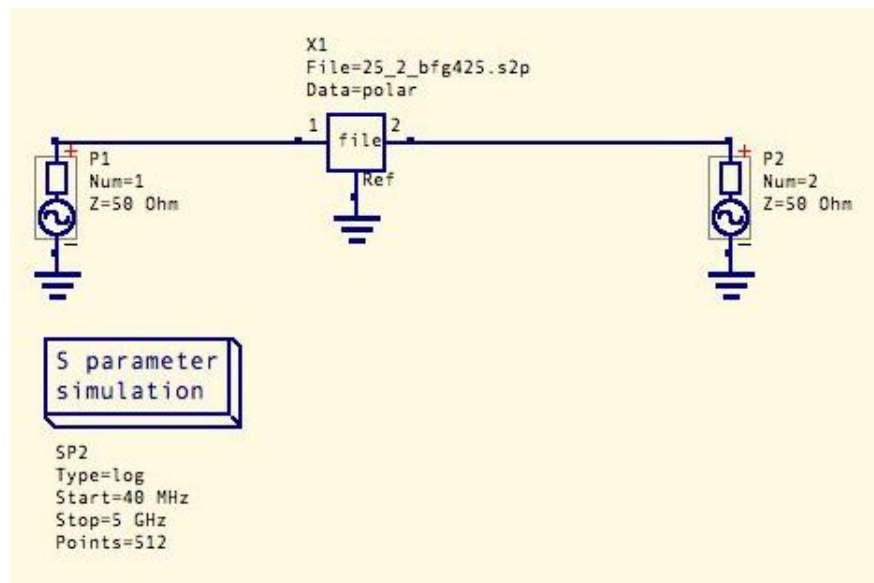 X1
File=25_2_bfg425.s2p
Data=polar
1 file 2
Ref
+ P1
Num=1
Z=50 Ohm
−
+ P2
Num=2
Z=50 Ohm
−
S parameter
simulation
SP2
Type=log
Start=40 MHz
Stop=5 GHz
Points=512